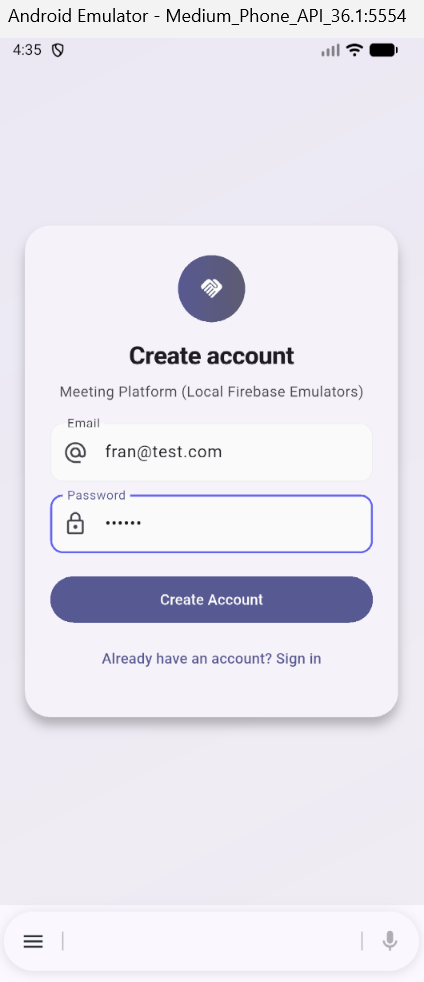 Android Emulator - Medium_Phone_API_36.1:5554
4:35
Create account
Meeting Platform (Local Firebase Emulators)
Email
fran@test.com
Password
••••••
Create Account
Already have an account? Sign in